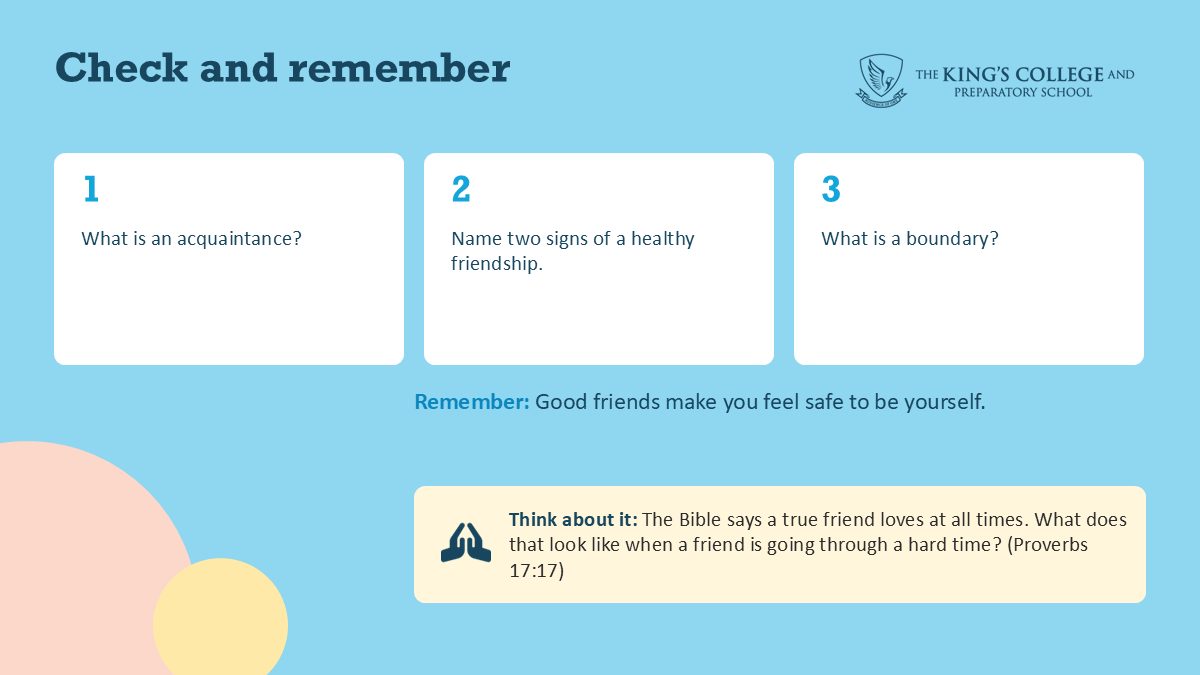 Check and remember
THE KING'S COLLEGE AND
PREPARATORY SCHOOL
1
What is an acquaintance?
2
Name two signs of a healthy
friendship.
3
What is a boundary?
Remember: Good friends make you feel safe to be yourself.
Think about it: The Bible says a true friend loves at all times. What does
that look like when a friend is going through a hard time? (Proverbs
17:17)